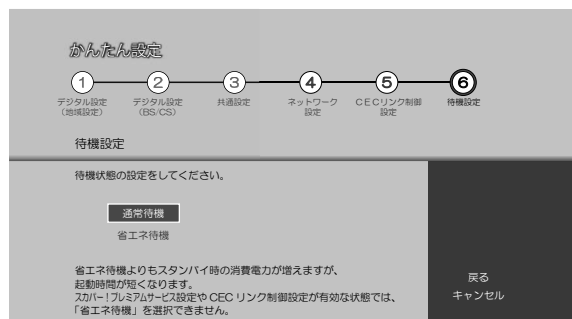 かんたん設定
1 2 3 4 5 6
デジタル設定 デジタル設定 共通設定 ネットワーク CECリンク制御 待機設定
(地域設定) (BS/CS) 設定 設定
待機設定
待機状態の設定をしてください。
通常待機
省エネ待機
省エネ待機よりもスタンバイ時の消費電力が増えますが、
起動時間が短くなります。
スカパー!プレミアムサービス設定や CEC リンク制御設定が有効な状態では、
「省エネ待機」を選択できません。
戻る
キャンセル